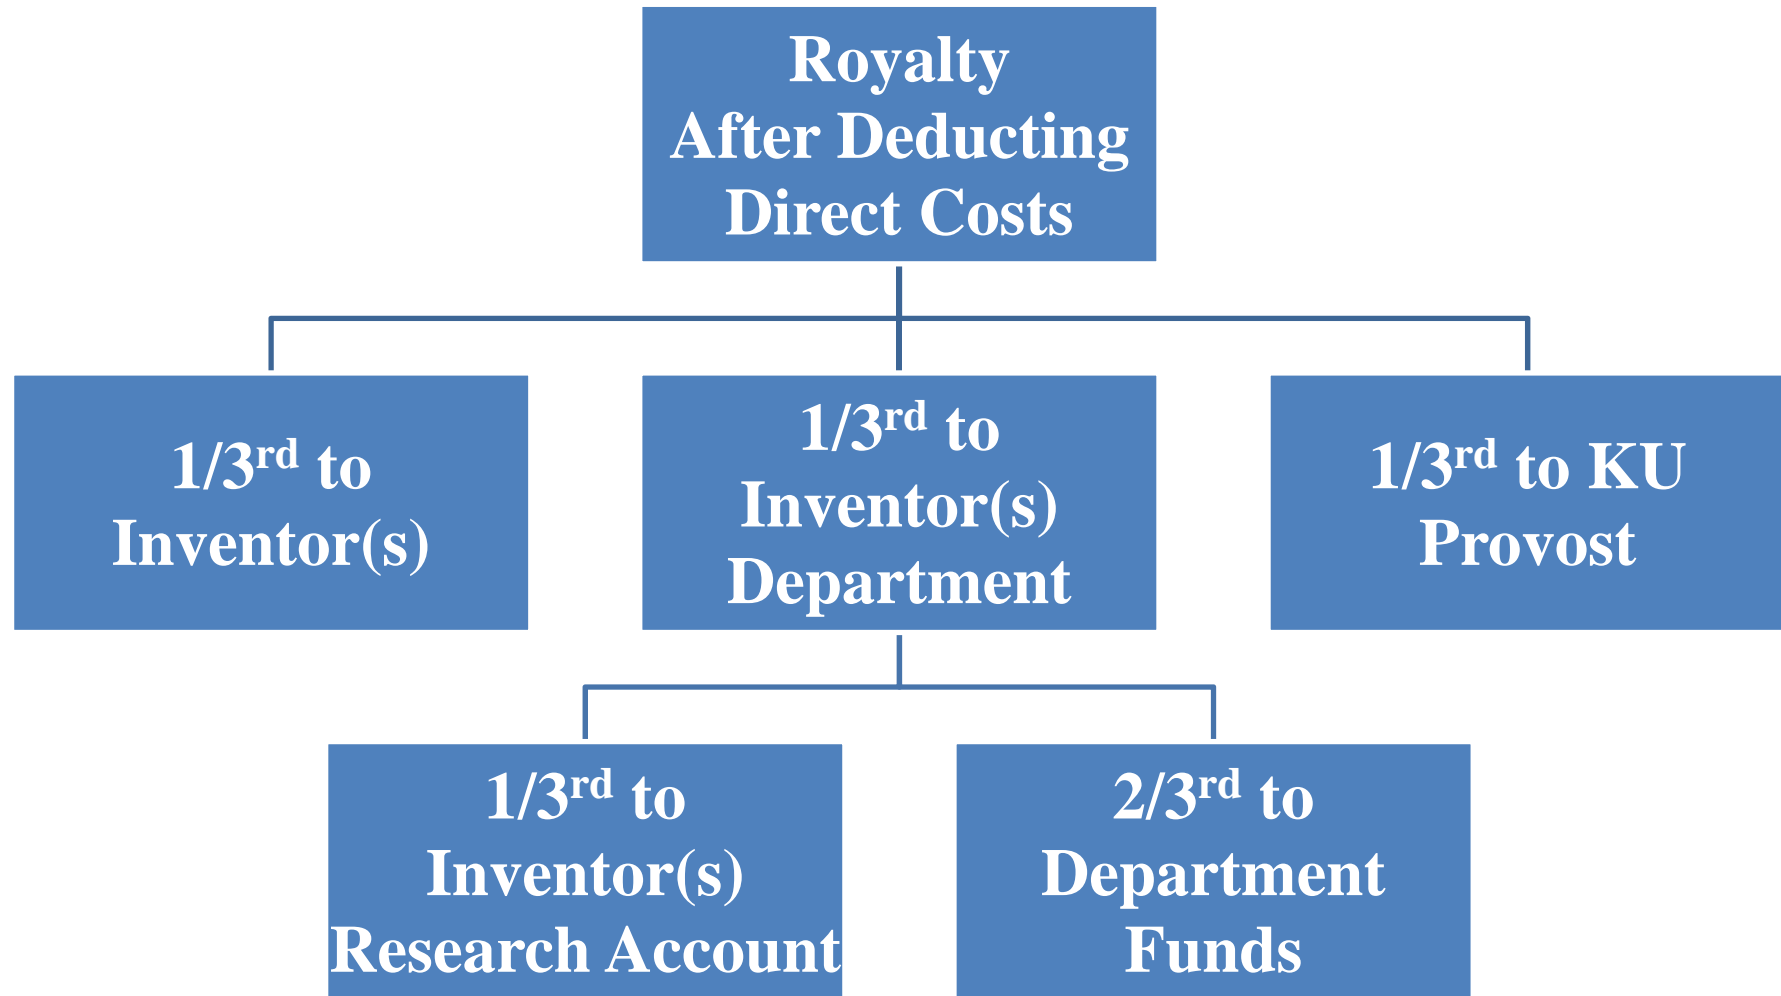 Royalty
After Deducting
Direct Costs
1/3rd to
Inventor(s)
1/3rd to
Inventor(s)
Department
1/3rd to KU
Provost
1/3rd to
Inventor(s)
Research Account
2/3rd to
Department
Funds